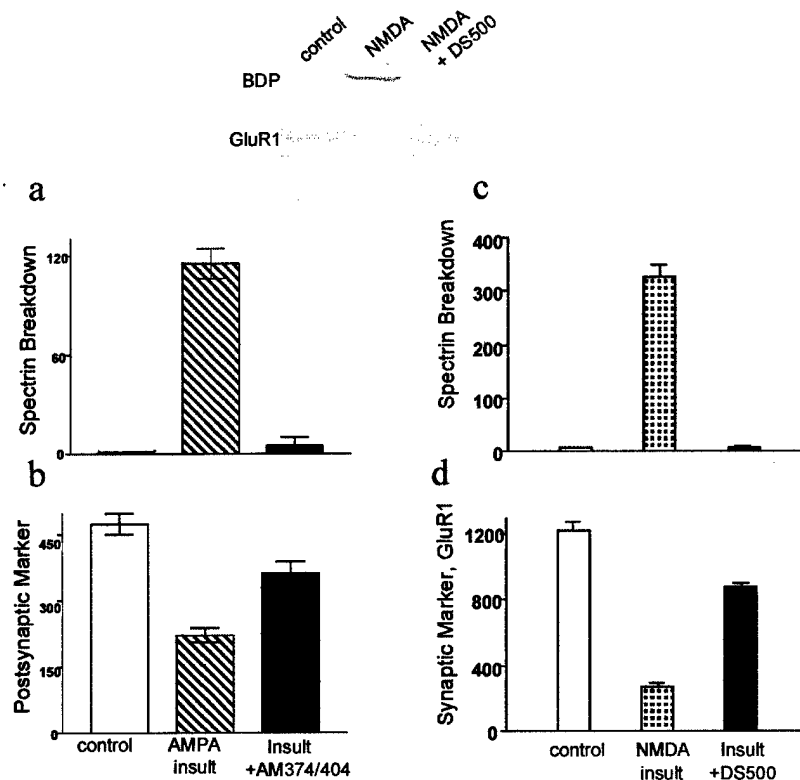 control NMDA NMDA + DS500
BDP
GluR1
a
Spectrin Breakdown
120
60
0
b
Postsynaptic Marker
450
300
150
0
control AMPA insult Insult +AM374/404
c
Spectrin Breakdown
400
300
200
100
0
d
Synaptic Marker, GluR1
1200
800
400
0
control NMDA insult Insult +DS500